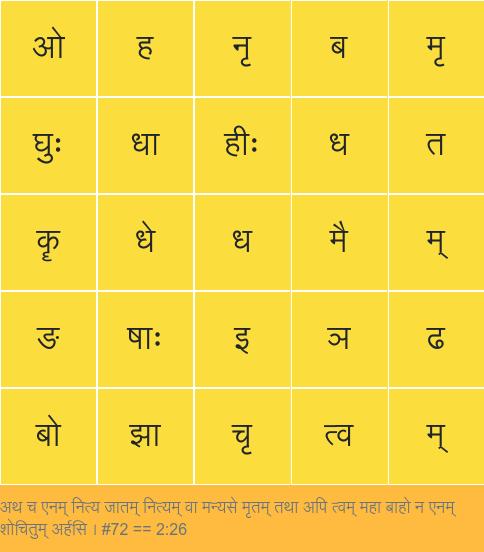 ओ ह नृ ब मृ
घुः धा हीः ध त
कॄ धे ध मै म्
ङ षाः इ ञ ढ
बो झा चृ त्व म्
अथ च एनम् नित्य जातम् नित्यम् वा मन्यसे मृतम् तथा अपि त्वम् महा बाहो न एनम्
शोचितुम् अर्हसि । #72 == 2:26